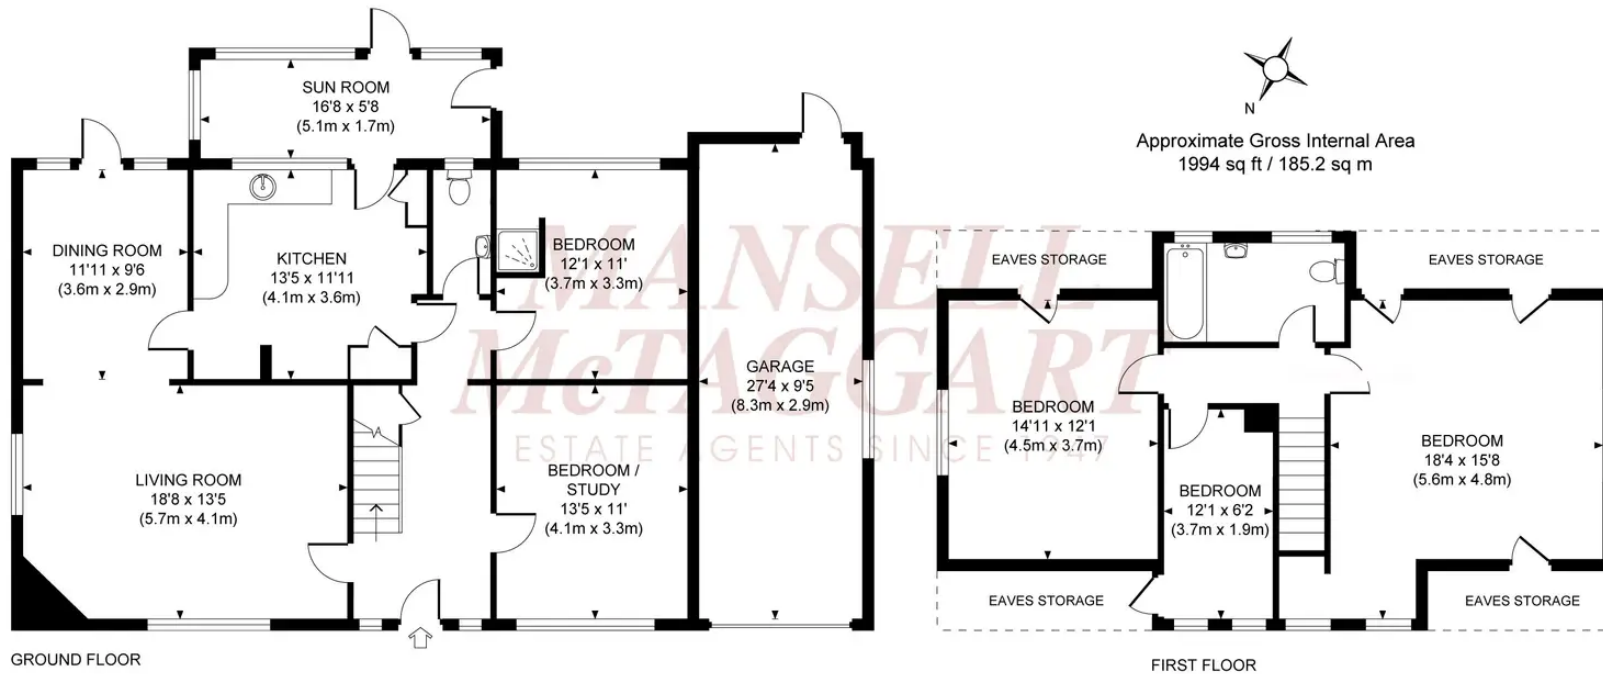 SUN ROOM
16'8 x 5'8
(5.1m x 1.7m)
N
Approximate Gross Internal Area
1994 sq ft / 185.2 sq m
DINING ROOM
11'11 x 9'6
(3.6m x 2.9m)
KITCHEN
13'5 x 11'11
(4.1m x 3.6m)
BEDROOM
12'1 x 11'
(3.7m x 3.3m)
GARAGE
27'4 x 9'5
(8.3m x 2.9m)
LIVING ROOM
18'8 x 13'5
(5.7m x 4.1m)
BEDROOM /
STUDY
13'5 x 11'
(4.1m x 3.3m)
MANSELL
McTAGGART
ESTATE AGENTS SINCE 1947
GROUND FLOOR
EAVES STORAGE
EAVES STORAGE
BEDROOM
14'11 x 12'1
(4.5m x 3.7m)
BEDROOM
12'1 x 6'2
(3.7m x 1.9m)
BEDROOM
18'4 x 15'8
(5.6m x 4.8m)
EAVES STORAGE
EAVES STORAGE
FIRST FLOOR